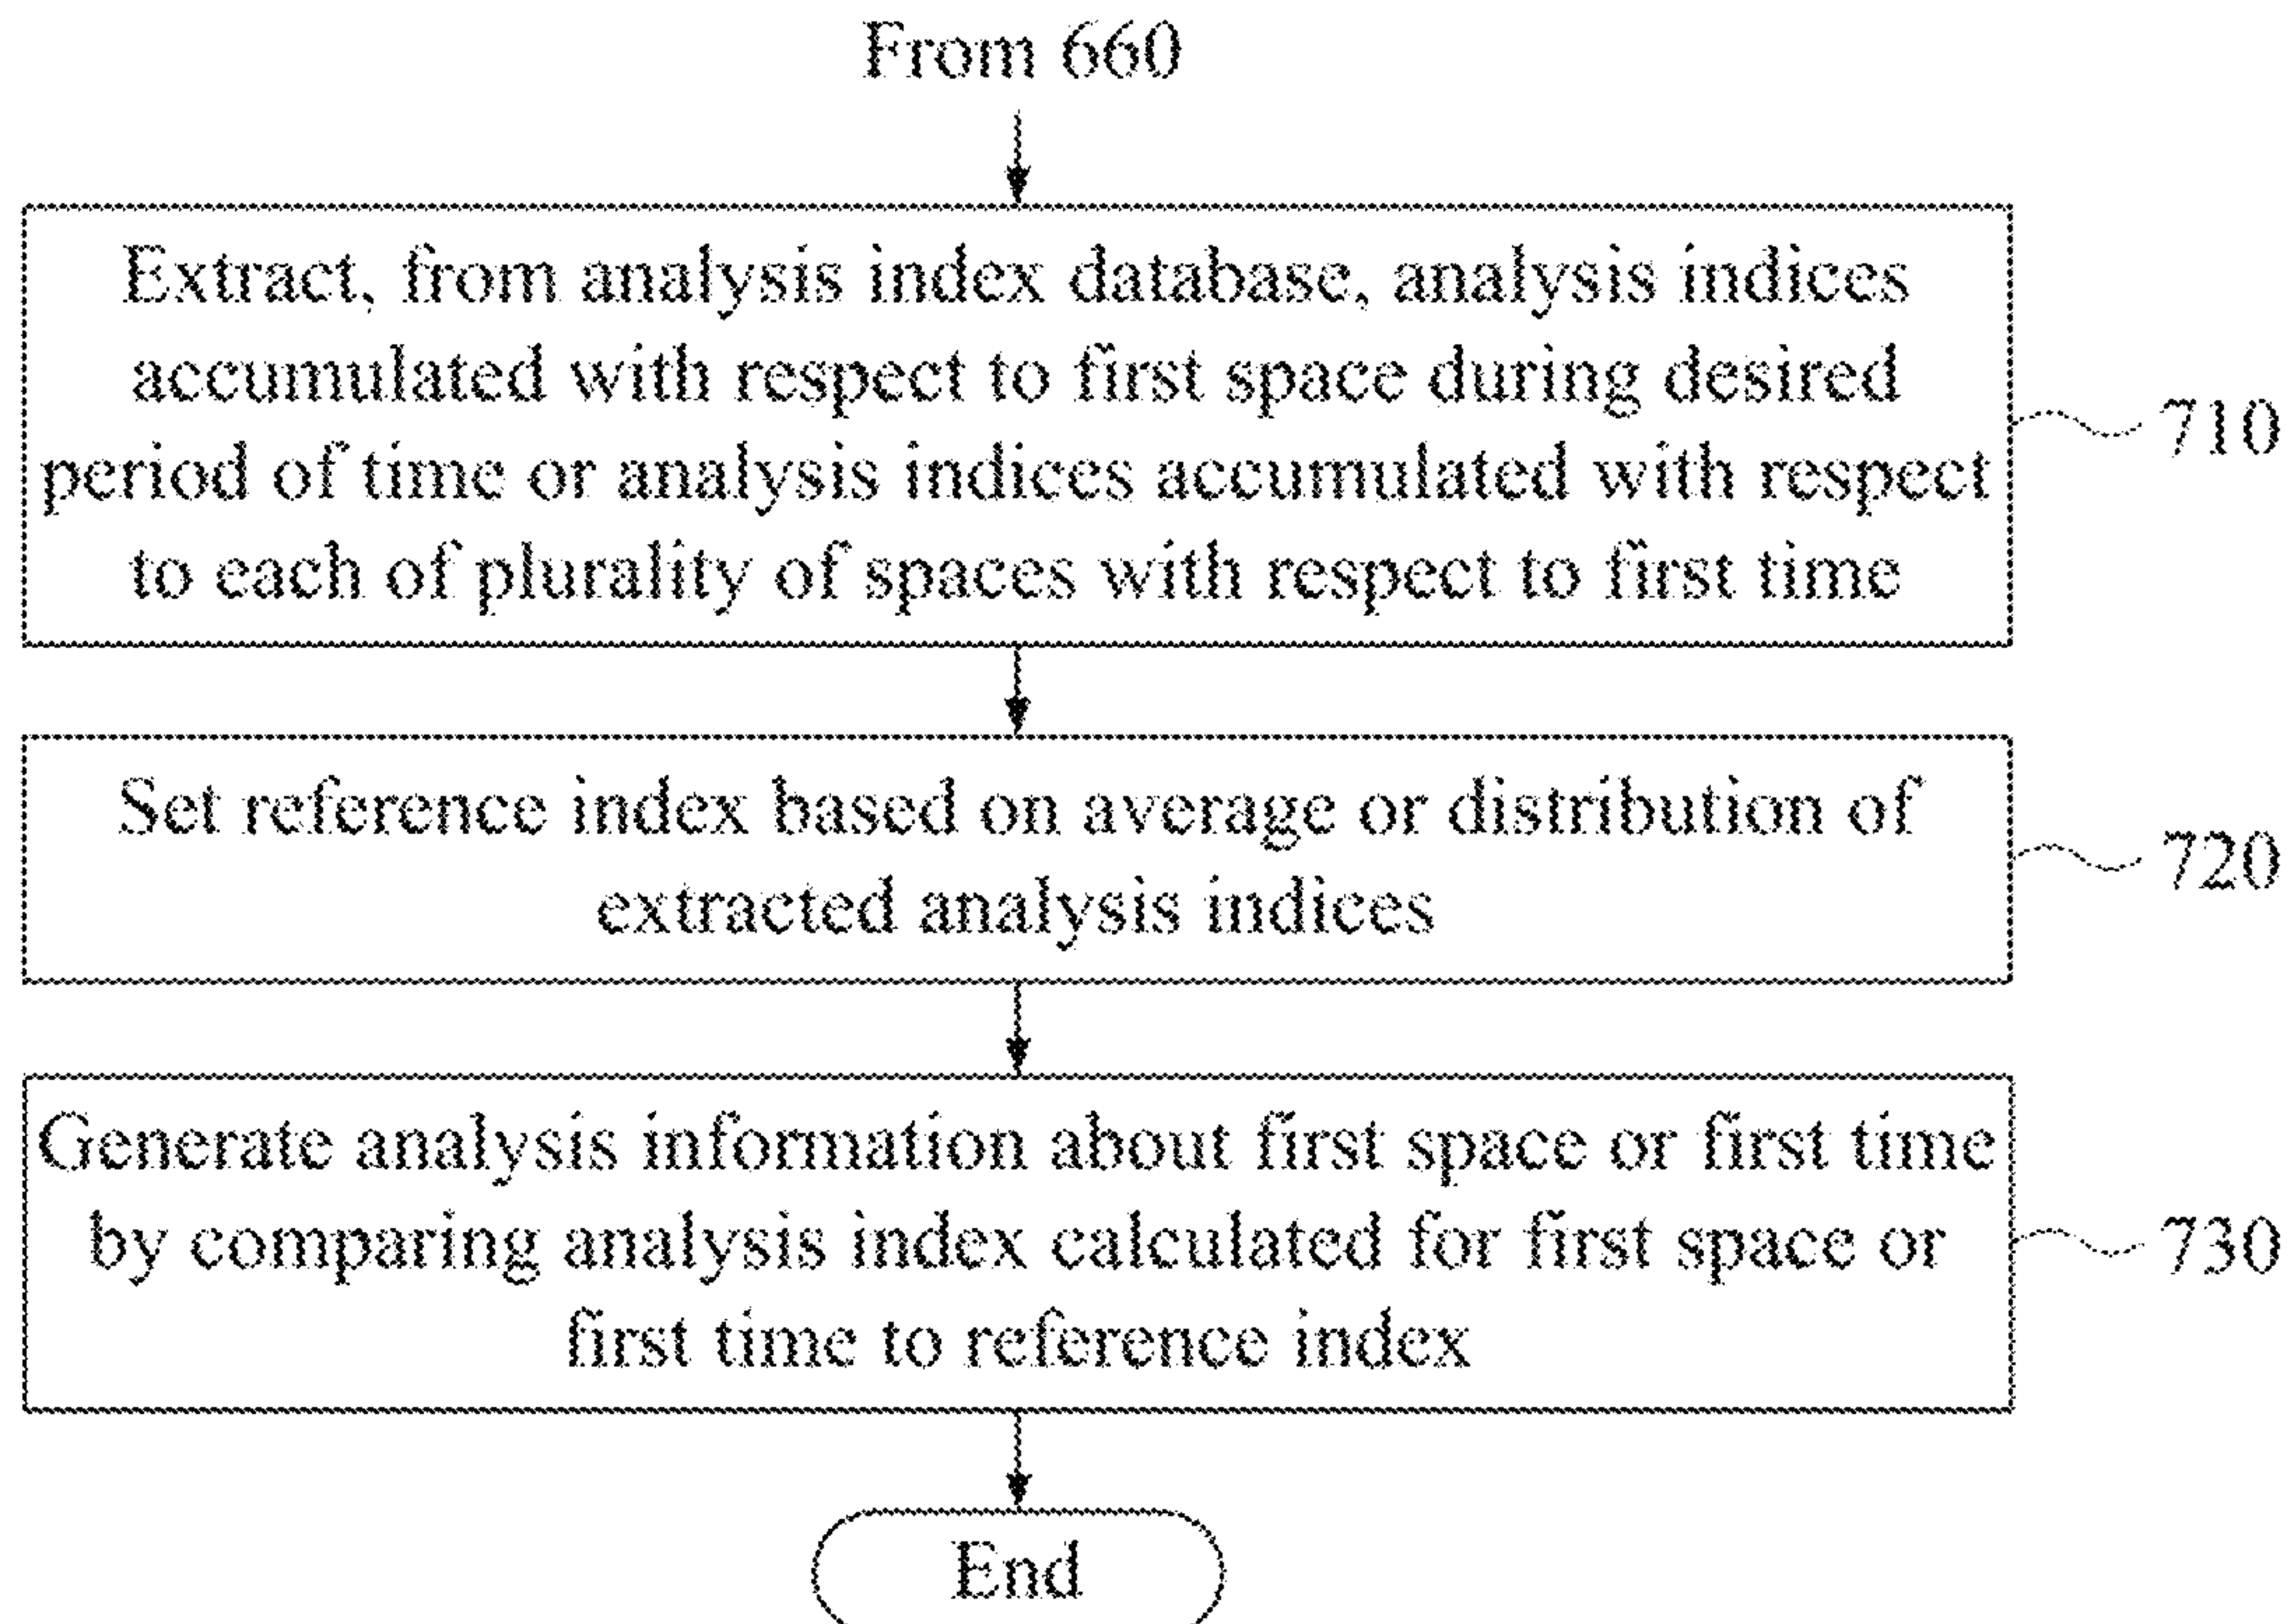 From 660
Extract, from analysis index database, analysis indices
accumulated with respect to first space during desired
period of time or analysis indices accumulated with respect
to each of plurality of spaces with respect to first time
710
Set reference index based on average or distribution of
extracted analysis indices
720
Generate analysis information about first space or first time
by comparing analysis index calculated for first space or
first time to reference index
730
End